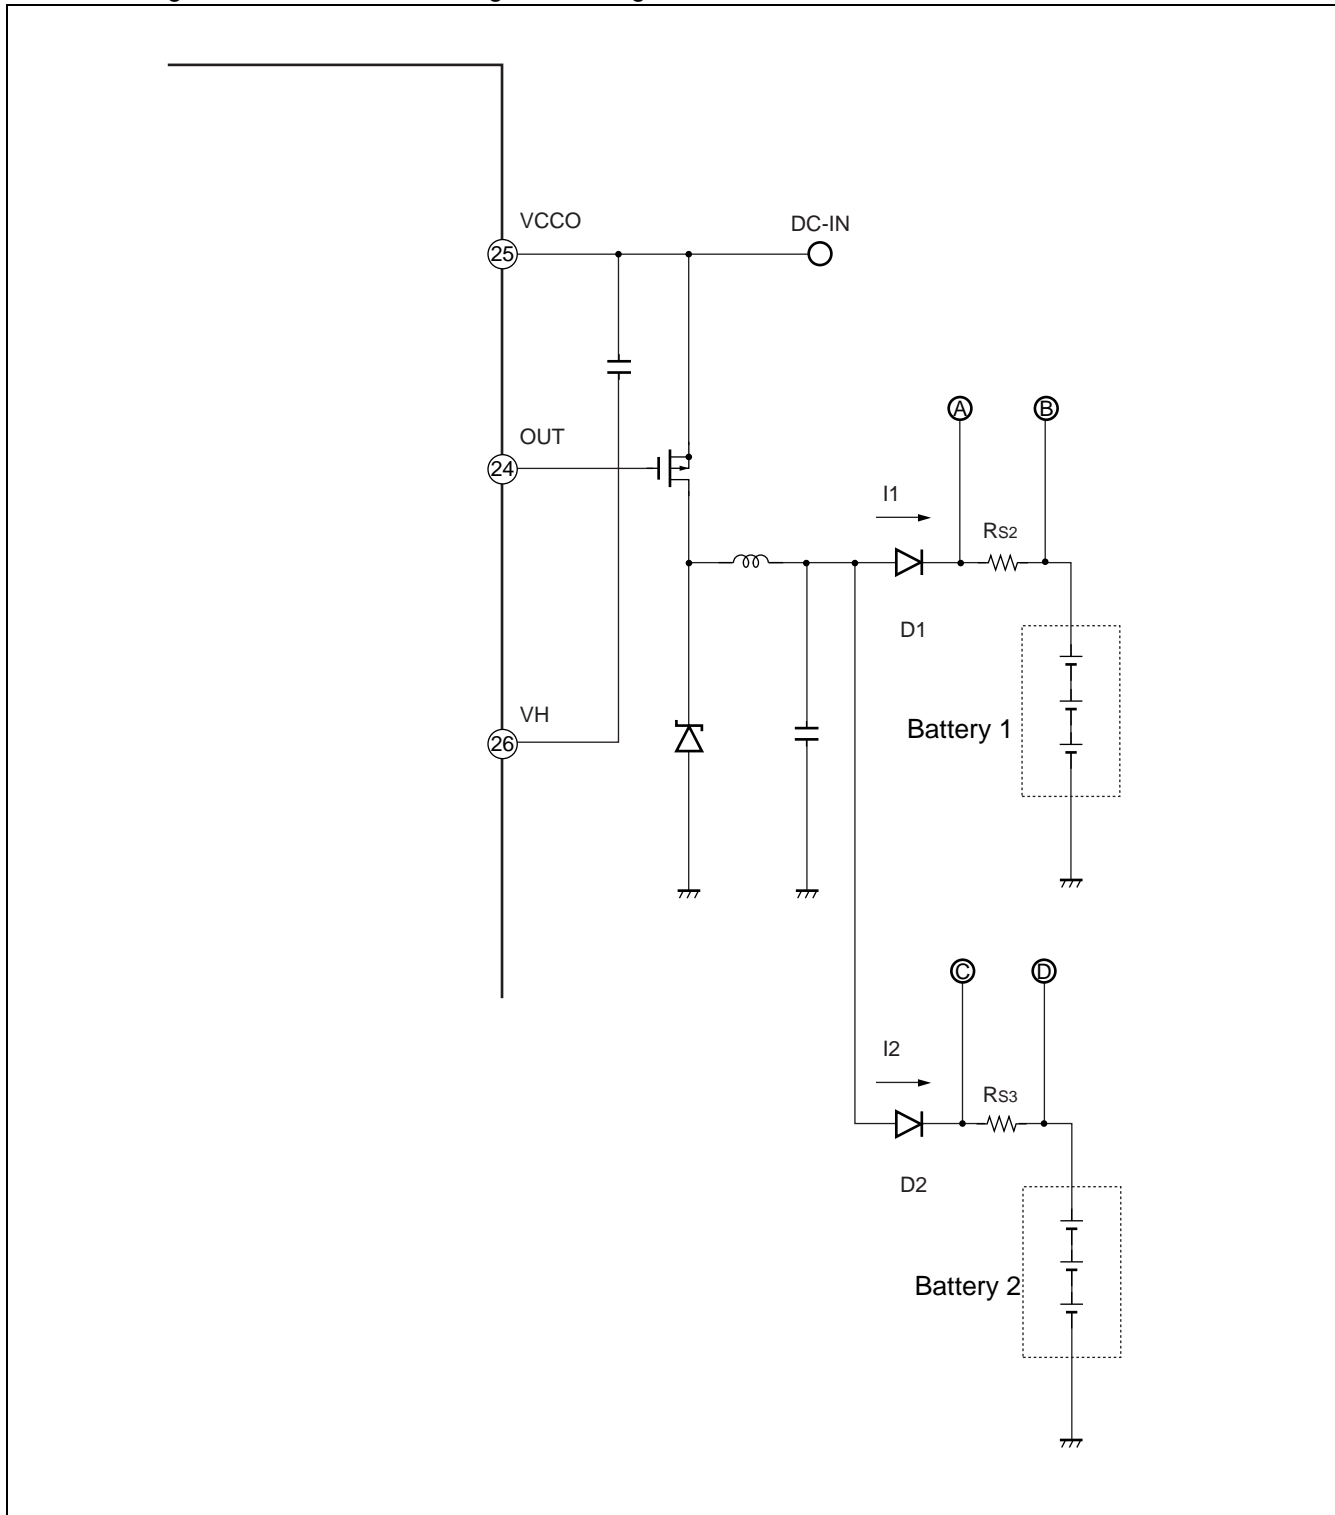 VCCO
DC-IN
25
A
B
OUT
24
I1
RS2
D1
VH
26
Battery 1
C
D
I2
RS3
D2
Battery 2